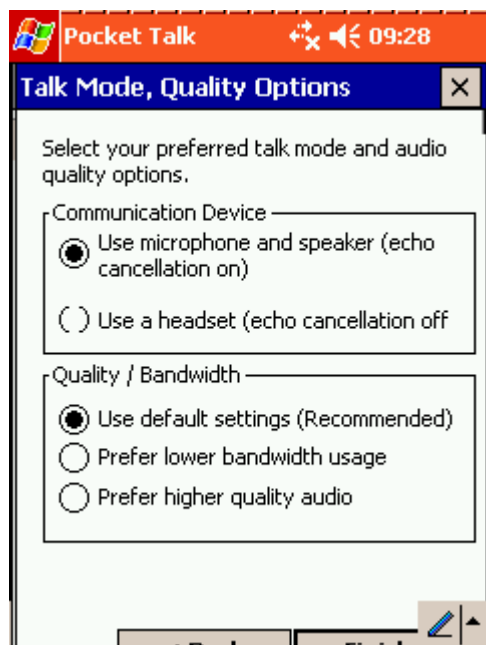 Pocket Talk 09:28
Talk Mode, Quality Options
Select your preferred talk mode and audio
quality options.
Communication Device
Use microphone and speaker (echo
cancellation on)
Use a headset (echo cancellation off
Quality / Bandwidth
Use default settings (Recommended)
Prefer lower bandwidth usage
Prefer higher quality audio